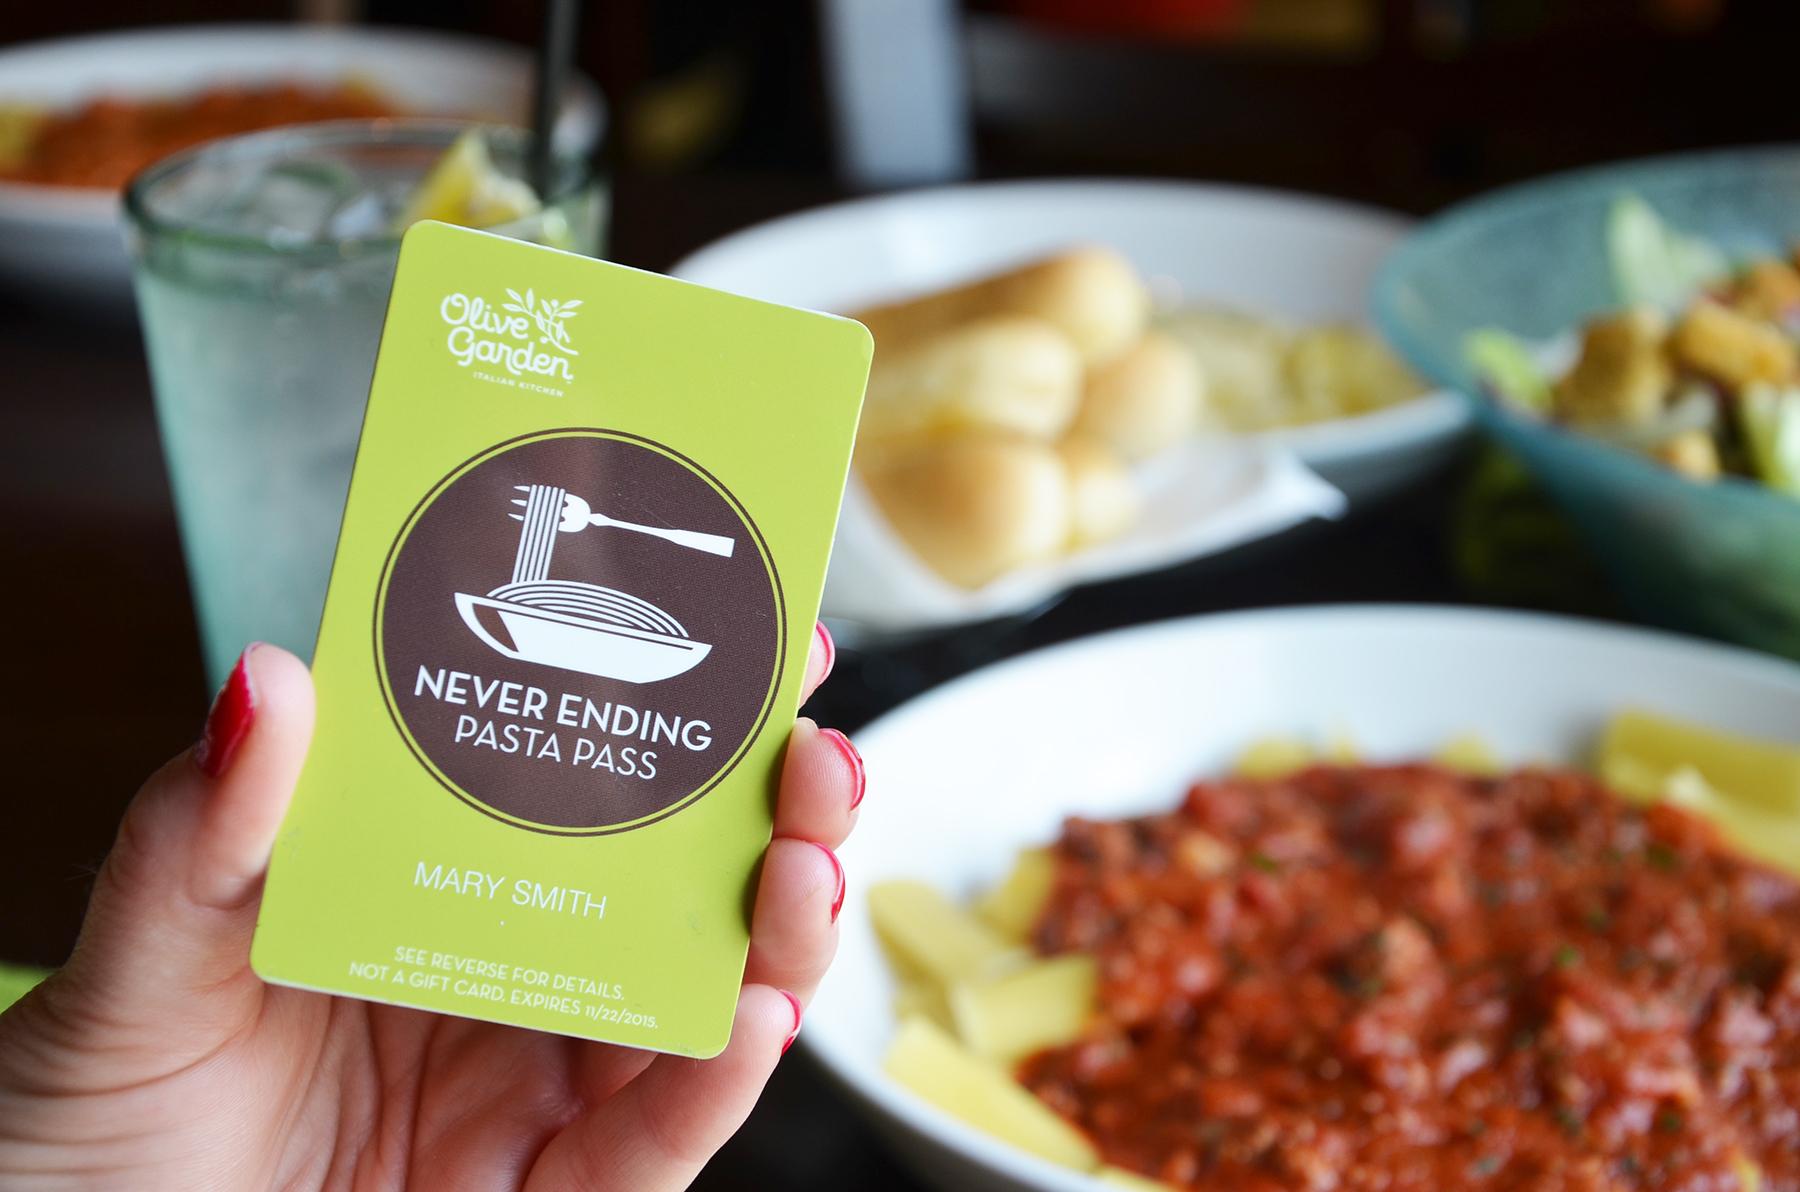 Olive
Garden
ITALIAN KITCHEN
NEVER ENDING
PASTA PASS
MARY SMITH
SEE REVERSE FOR DETAILS.
NOT A GIFT CARD. EXPIRES 11/22/2015.